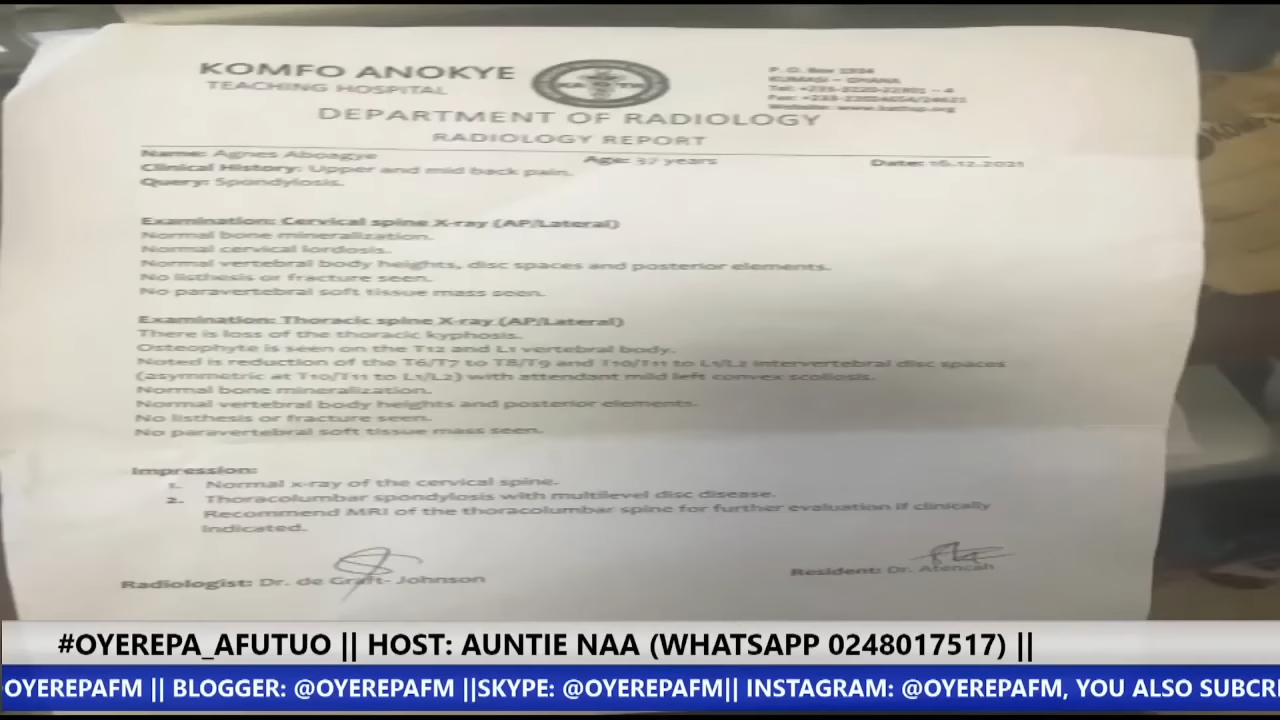 KOMFO ANOKYE
TEACHING HOSPITAL
P. O. Box 1934
KUMASI – GHANA
DEPARTMENT OF RADIOLOGY
RADIOLOGY REPORT
Name: Agnes Aboagye
Age: 37 years
Date: 16.12.2021
Clinical History: Upper and mid back pain.
Query: Spondylosis.
Examination: Cervical spine X-ray (AP/Lateral)
Normal bone mineralization.
Normal cervical lordosis.
Normal vertebral body heights, disc spaces and posterior elements.
No listhesis or fracture seen.
No paravertebral soft tissue mass seen.
Examination: Thoracic spine X-ray (AP/Lateral)
There is loss of the thoracic kyphosis.
Osteophyte is seen on the T12 and L1 vertebral body.
Noted is reduction of the T6/T7 to T8/T9 and T10/T11 to L1/L2 intervertebral disc spaces
(asymmetric at T10/T11 to L1/L2) with attendant mild left convex scoliosis.
Normal bone mineralization.
Normal vertebral body heights and posterior elements.
No listhesis or fracture seen.
No paravertebral soft tissue mass seen.
Impression:
1. Normal x-ray of the cervical spine.
2. Thoracolumbar spondylosis with multilevel disc disease.
Recommend MRI of the thoracolumbar spine for further evaluation if clinically
indicated.
Radiologist: Dr. de Graft- Johnson
Resident: Dr. Atencah
#OYEREPA_AFUTUO || HOST: AUNTIE NAA (WHATSAPP 0248017517) ||
OYEREPAFM || BLOGGER: @OYEREPAFM ||SKYPE: @OYEREPAFM|| INSTAGRAM: @OYEREPAFM, YOU ALSO SUBCRI